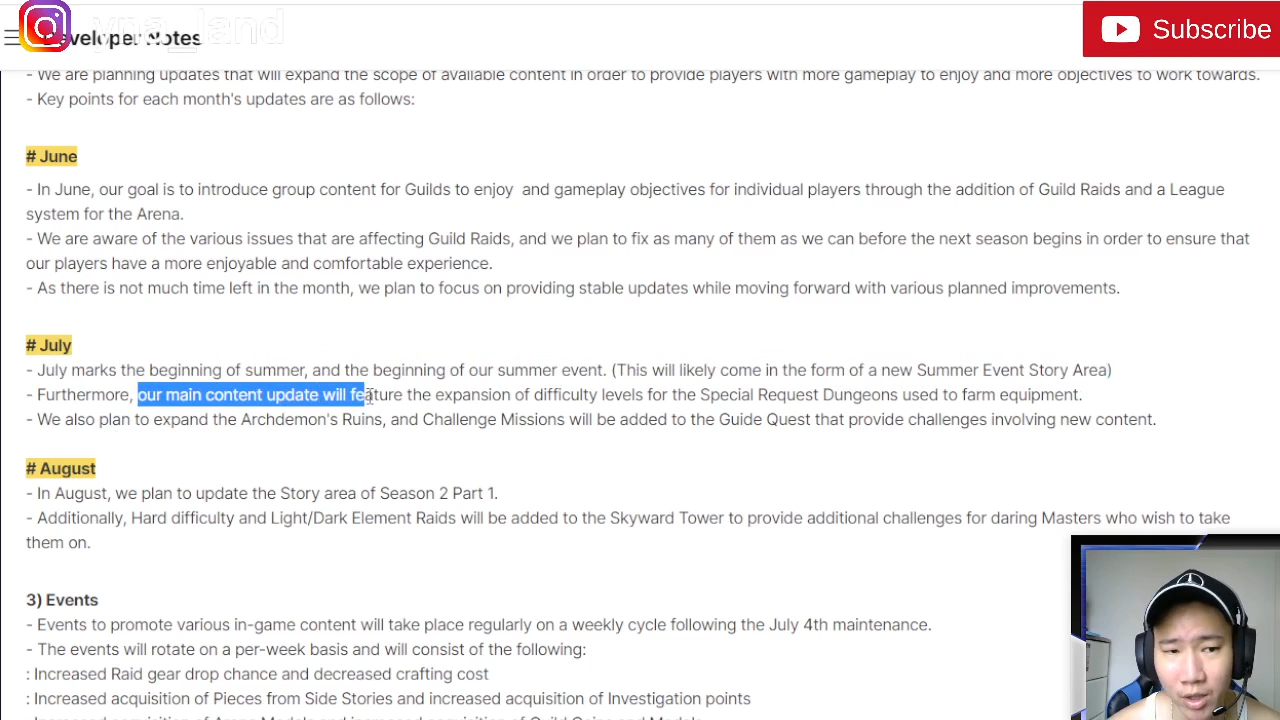 yna_land
Developer Notes
Subscribe
- We are planning updates that will expand the scope of available content in order to provide players with more gameplay to enjoy and more objectives to work towards.
- Key points for each month's updates are as follows:
# June
- In June, our goal is to introduce group content for Guilds to enjoy and gameplay objectives for individual players through the addition of Guild Raids and a League
system for the Arena.
- We are aware of the various issues that are affecting Guild Raids, and we plan to fix as many of them as we can before the next season begins in order to ensure that
our players have a more enjoyable and comfortable experience.
- As there is not much time left in the month, we plan to focus on providing stable updates while moving forward with various planned improvements.
# July
- July marks the beginning of summer, and the beginning of our summer event. (This will likely come in the form of a new Summer Event Story Area)
- Furthermore, our main content update will feature the expansion of difficulty levels for the Special Request Dungeons used to farm equipment.
- We also plan to expand the Archdemon's Ruins, and Challenge Missions will be added to the Guide Quest that provide challenges involving new content.
# August
- In August, we plan to update the Story area of Season 2 Part 1.
- Additionally, Hard difficulty and Light/Dark Element Raids will be added to the Skyward Tower to provide additional challenges for daring Masters who wish to take
them on.
3) Events
- Events to promote various in-game content will take place regularly on a weekly cycle following the July 4th maintenance.
- The events will rotate on a per-week basis and will consist of the following:
: Increased Raid gear drop chance and decreased crafting cost
: Increased acquisition of Pieces from Side Stories and increased acquisition of Investigation points
: Increased acquisition of Arena Medals and increased acquisition of Guild Coins and Medals